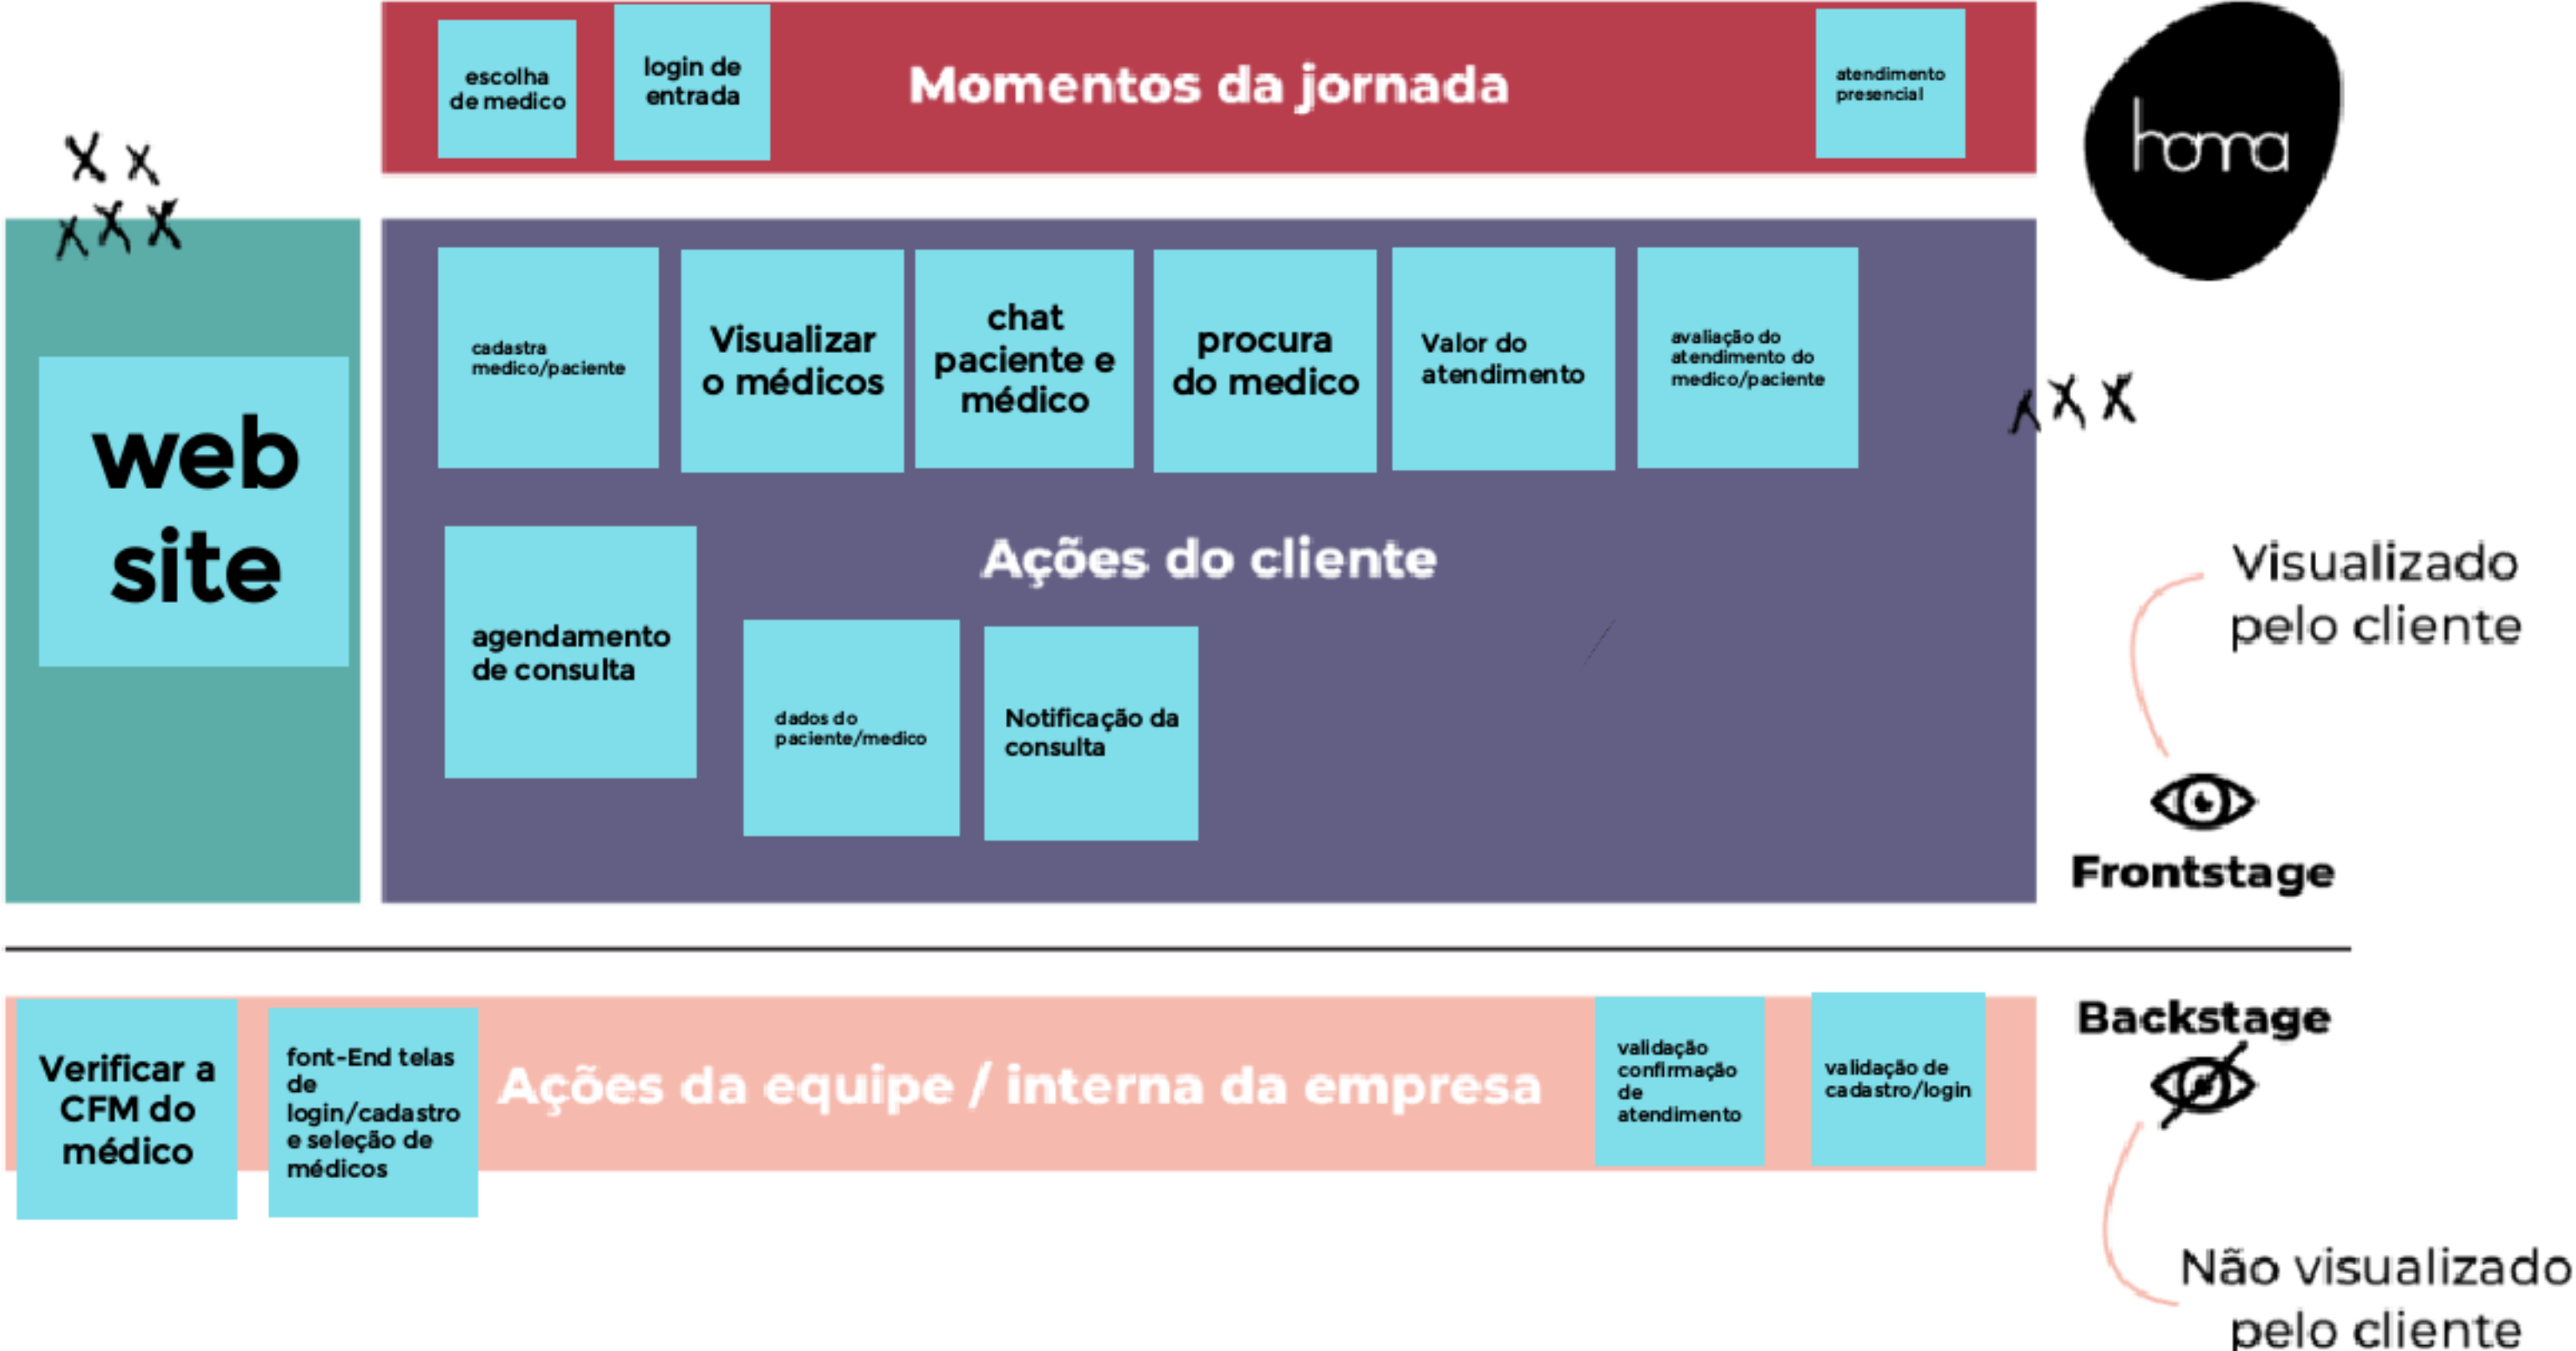 escolha
de medico
login de
entrada
Momentos da jornada
atendimento
presencial
homa
web
site
cadastra
medico/paciente
Visualizar
o médicos
chat
paciente e
médico
procura
do medico
Valor do
atendimento
avaliação do
atendimento do
medico/paciente
Ações do cliente
agendamento
de consulta
dados do
paciente/medico
Notificação da
consulta
Visualizado
pelo cliente
Frontstage
Verificar a
CFM do
médico
font-End telas
de
login/cadastro
e seleção de
médicos
Ações da equipe / interna da empresa
validação
confirmação
de
atendimento
validação de
cadastro/login
Backstage
Não visualizado
pelo cliente